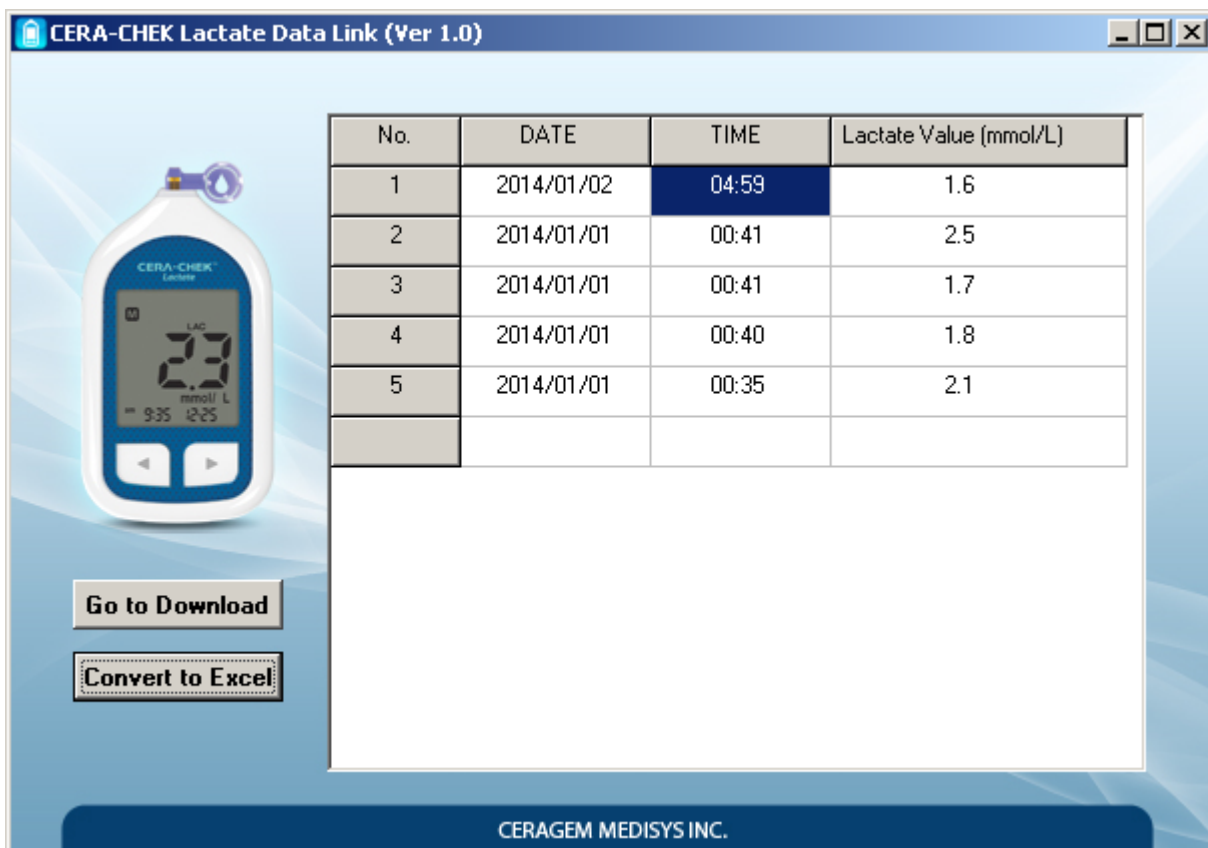 CERA-CHEK Lactate Data Link (Ver 1.0)
No. DATE TIME Lactate Value (mmol/L)
1 2014/01/02 04:59 1.6
2 2014/01/01 00:41 2.5
3 2014/01/01 00:41 1.7
4 2014/01/01 00:40 1.8
5 2014/01/01 00:35 2.1
CERA-CHEK™
Lactate
M
LAC
2.3
mmol/ L
9:35 12-25
Go to Download
Convert to Excel
CERAGEM MEDISYS INC.